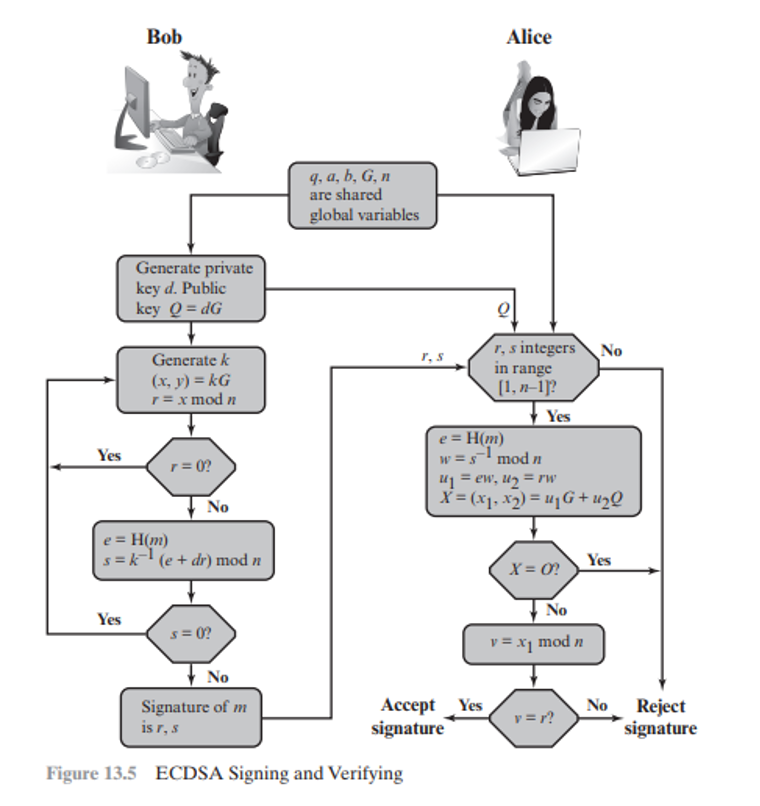 Bob
Alice
q, a, b, G, n
are shared
global variables
Generate private
key d. Public
key Q = dG
Q
Generate k
(x, y) = kG
r = x mod n
r, s
r, s integers
in range
[1, n–1]?
No
Yes
Yes
r = 0?
No
e = H(m)
w = s⁻¹ mod n
u₁ = ew, u₂ = rw
X = (x₁, x₂) = u₁G + u₂Q
e = H(m)
s = k⁻¹ (e + dr) mod n
X = O?
Yes
No
Yes
s = 0?
No
v = x₁ mod n
Signature of m
is r, s
Accept
signature
Yes
v = r?
No
Reject
signature
Figure 13.5 ECDSA Signing and Verifying